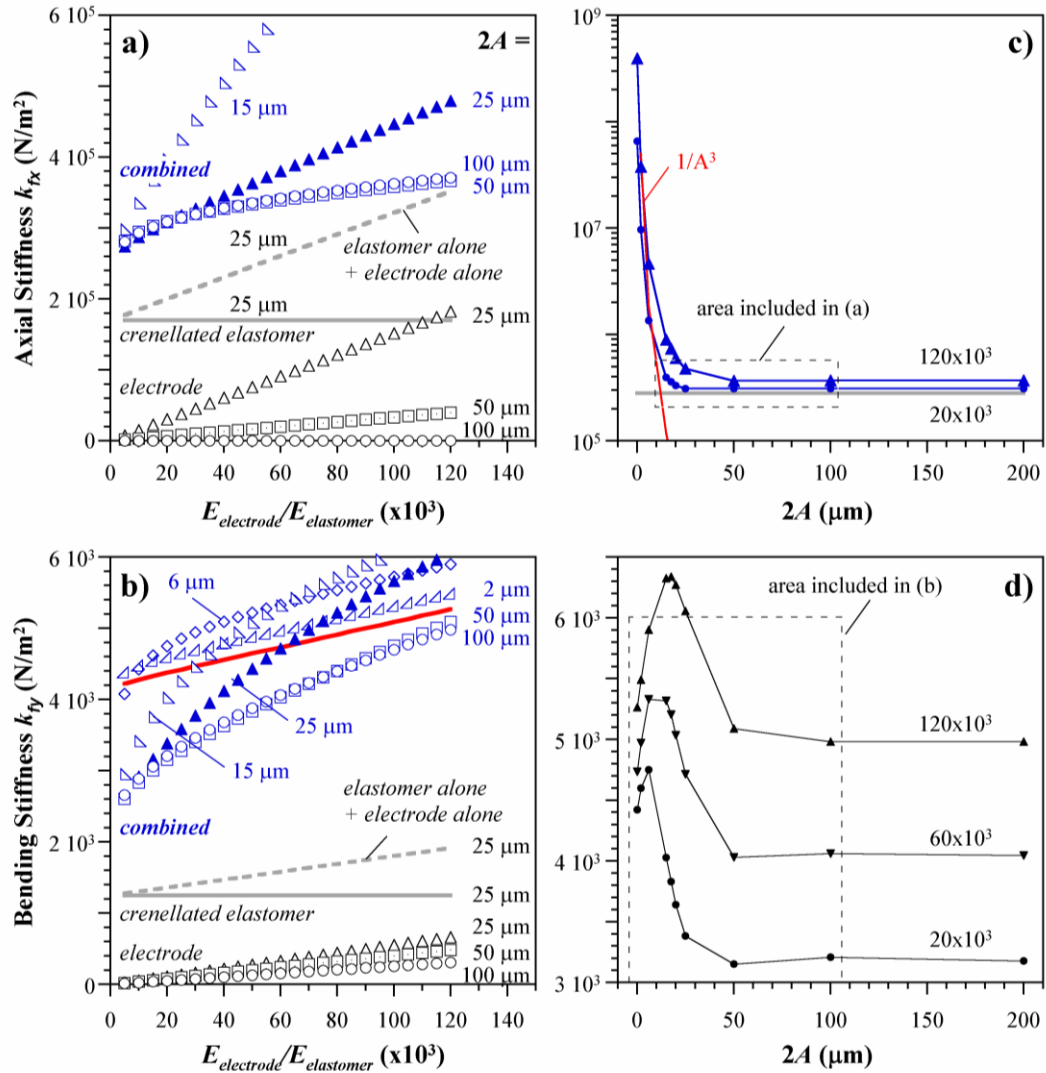 a)
2A =
6 10⁵
4 10⁵
2 10⁵
0
Axial Stiffness k_fx (N/m²)
15 μm
25 μm
combined
100 μm
50 μm
25 μm
elastomer alone
+ electrode alone
25 μm
crenellated elastomer
25 μm
electrode
50 μm
100 μm
0 20 40 60 80 100 120 140
E_electrode/E_elastomer (x10³)
c)
10⁹
10⁷
10⁵
1/A³
area included in (a)
120x10³
20x10³
0 50 100 150 200
2A (μm)
b)
6 10³
4 10³
2 10³
0
Bending Stiffness k_fy (N/m²)
6 μm
2 μm
50 μm
100 μm
25 μm
15 μm
elastomer alone
+ electrode alone
combined
25 μm
25 μm
crenellated elastomer
25 μm
electrode
50 μm
100 μm
0 20 40 60 80 100 120 140
E_electrode/E_elastomer (x10³)
d)
6 10³
5 10³
4 10³
3 10³
area included in (b)
120x10³
60x10³
20x10³
0 50 100 150 200
2A (μm)